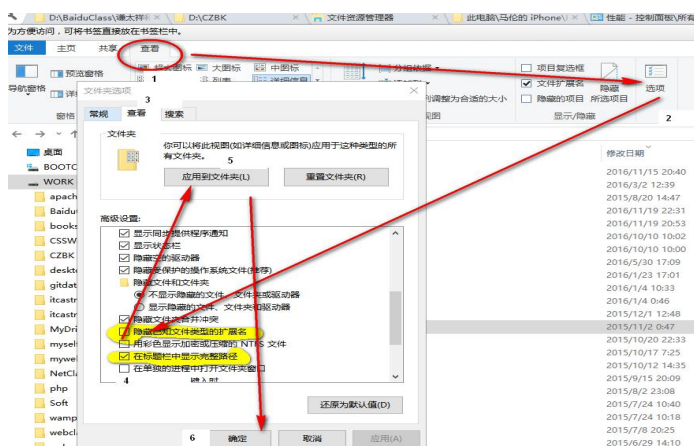 D:\BaiduClass\谦太祥
D:\CZBK
文件资源管理器
此电脑\马伦的 iPhone\
性能 - 控制面板\所有
为方便访问，可将书签直接放在书签栏中。
文件
主页
共享
查看
预览窗格
导航窗格
窗格
大图标
中图标
列表
详细信息
1
项目复选框
文件扩展名
隐藏的项目
隐藏
所选项目
显示/隐藏
选项
2
调整为合适的大小
文件夹选项
3
常规
查看
搜索
文件夹
你可以将此视图(如详细信息或图标)应用于这种类型的所
有文件夹。
5
应用到文件夹(L)
重置文件夹(R)
高级设置:
显示同步提供程序通知
显示状态栏
隐藏空的驱动器
隐藏受保护的操作系统文件(推荐)
隐藏文件和文件夹
不显示隐藏的文件、文件夹或驱动器
显示隐藏的文件、文件夹和驱动器
隐藏文件夹合并冲突
隐藏已知文件类型的扩展名
用彩色显示加密或压缩的 NTFS 文件
在标题栏中显示完整路径
在单独的进程中打开文件夹窗口
4
键入时
还原为默认值(D)
6
确定
取消
应用(A)
桌面
BOOTC
WORK
apach
Baidu
books
CSSW
CZBK
deskt
gitdat
itcastr
itcastr
MyDri
mysel
mywel
NetCla
php
Soft
wamp
webcl
修改日期
2016/11/15 20:40
2016/3/2 12:39
2015/8/20 14:47
2016/11/19 22:31
2016/11/19 20:53
2016/10/10 10:02
2016/10/10 10:00
2016/5/30 17:09
2016/1/23 17:01
2016/1/4 10:33
2016/1/4 0:46
2015/12/1 12:48
2015/11/2 0:47
2015/10/20 22:33
2015/10/17 7:25
2015/10/12 14:35
2015/9/15 20:09
2015/8/2 23:08
2015/7/24 10:40
2015/7/24 10:18
2015/7/8 20:25
2015/6/29 14:10